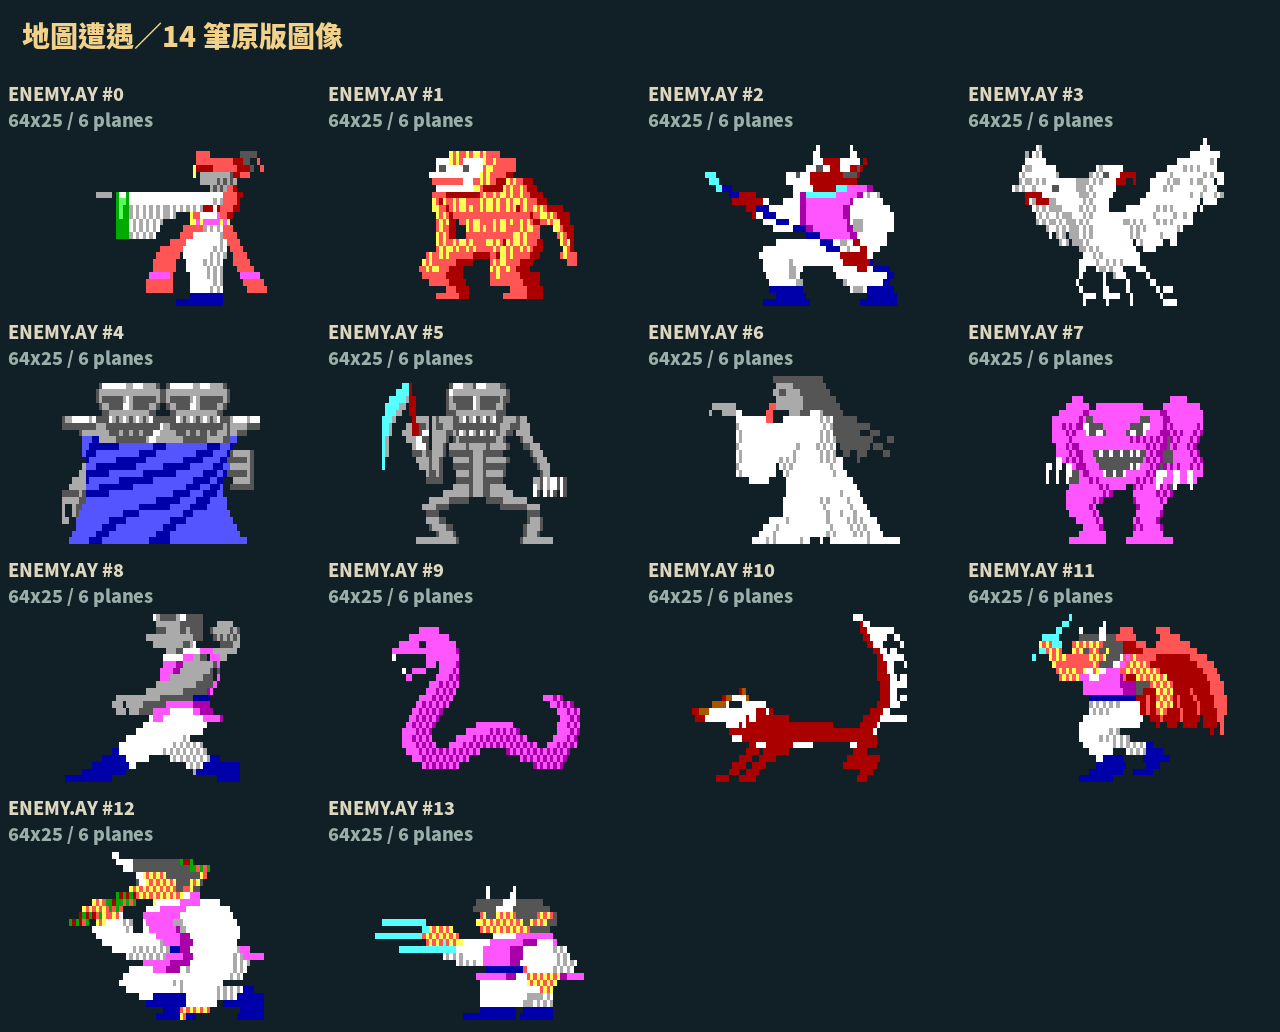 地圖遭遇／14 筆原版圖像
ENEMY.AY #0
64x25 / 6 planes
ENEMY.AY #1
64x25 / 6 planes
ENEMY.AY #2
64x25 / 6 planes
ENEMY.AY #3
64x25 / 6 planes
ENEMY.AY #4
64x25 / 6 planes
ENEMY.AY #5
64x25 / 6 planes
ENEMY.AY #6
64x25 / 6 planes
ENEMY.AY #7
64x25 / 6 planes
ENEMY.AY #8
64x25 / 6 planes
ENEMY.AY #9
64x25 / 6 planes
ENEMY.AY #10
64x25 / 6 planes
ENEMY.AY #11
64x25 / 6 planes
ENEMY.AY #12
64x25 / 6 planes
ENEMY.AY #13
64x25 / 6 planes